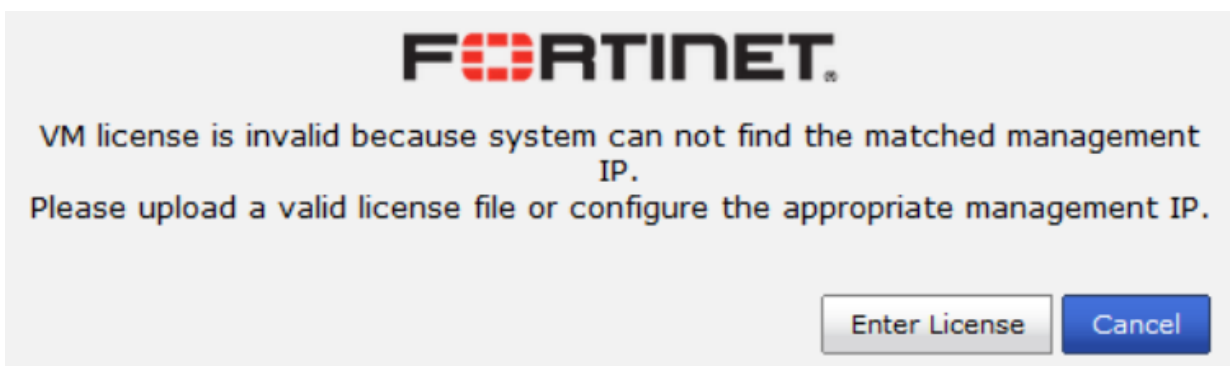 FORTINET®
VM license is invalid because system can not find the matched management
IP.
Please upload a valid license file or configure the appropriate management IP.
Enter License
Cancel